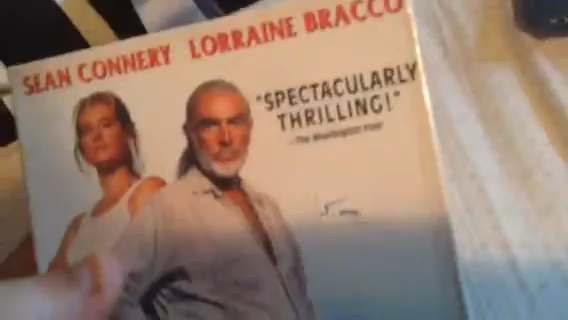 SEAN CONNERY LORRAINE BRACCO
"SPECTACULARLY
THRILLING!"
-The Washington Post